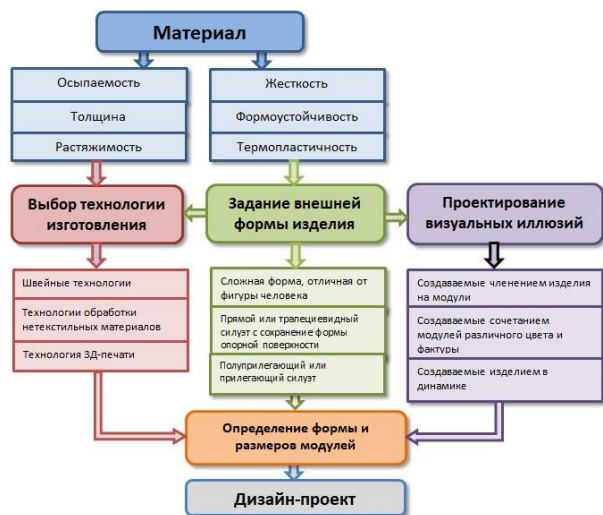 Материал
Осыпаемость
Толщина
Растяжимость
Жесткость
Формоустойчивость
Термопластичность
Выбор технологии
изготовления
Задание внешней
формы изделия
Проектирование
визуальных иллюзий
Швейные технологии
Технологии обработки
нетекстильных материалов
Технология 3Д-печати
Сложная форма, отличная от
фигуры человека
Прямой или трапециевидный
силуэт с сохранение формы
опорной поверхности
Полуприлегающий или
прилегающий силуэт
Создаваемые членением изделия
на модули
Создаваемые сочетанием
модулей различного цвета и
фактуры
Создаваемые изделием в
динамике
Определение формы и
размеров модулей
Дизайн-проект